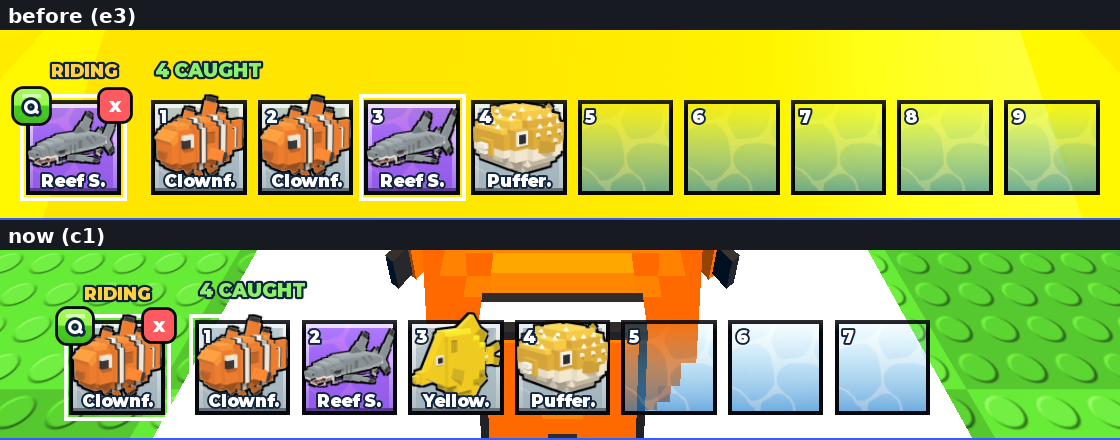 before (e3)
RIDING
4 CAUGHT
Q X
1 2 3 4 5 6 7 8 9
Reef S. Clownf. Clownf. Reef S. Puffer.
now (c1)
RIDING
4 CAUGHT
Q X
1 2 3 4 5 6 7
Clownf. Clownf. Reef S. Yellow. Puffer.